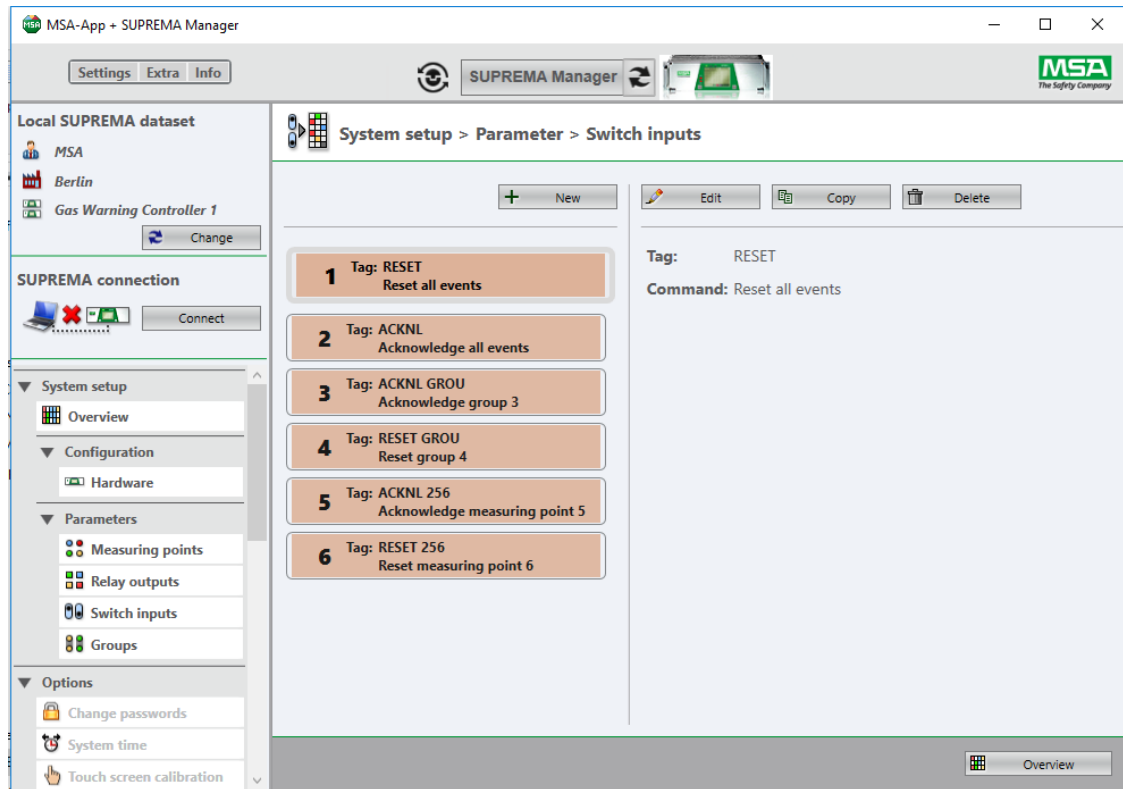 MSA-App + SUPREMA Manager
Settings Extra Info
SUPREMA Manager
MSA
The Safety Company
Local SUPREMA dataset
MSA
Berlin
Gas Warning Controller 1
Change
SUPREMA connection
Connect
System setup
Overview
Configuration
Hardware
Parameters
Measuring points
Relay outputs
Switch inputs
Groups
Options
Change passwords
System time
Touch screen calibration
System setup > Parameter > Switch inputs
New
Edit
Copy
Delete
1 Tag: RESET
Reset all events
2 Tag: ACKNL
Acknowledge all events
3 Tag: ACKNL GROU
Acknowledge group 3
4 Tag: RESET GROU
Reset group 4
5 Tag: ACKNL 256
Acknowledge measuring point 5
6 Tag: RESET 256
Reset measuring point 6
Tag: RESET
Command: Reset all events
Overview